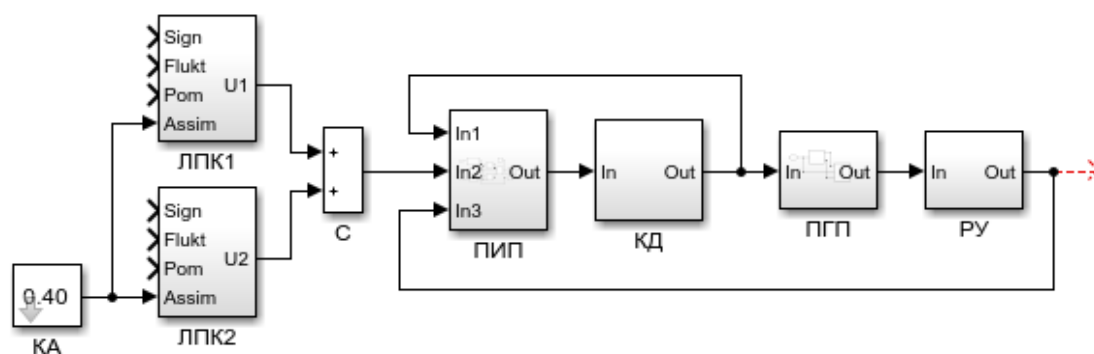 Sign
Flukt
Pom
Assim
U1
ЛПК1
Sign
Flukt
Pom
Assim
U2
ЛПК2
0.40
КА
+
+
С
In1
In2
In3
Out
ПИП
In
Out
КД
In
Out
ПГП
In
Out
РУ